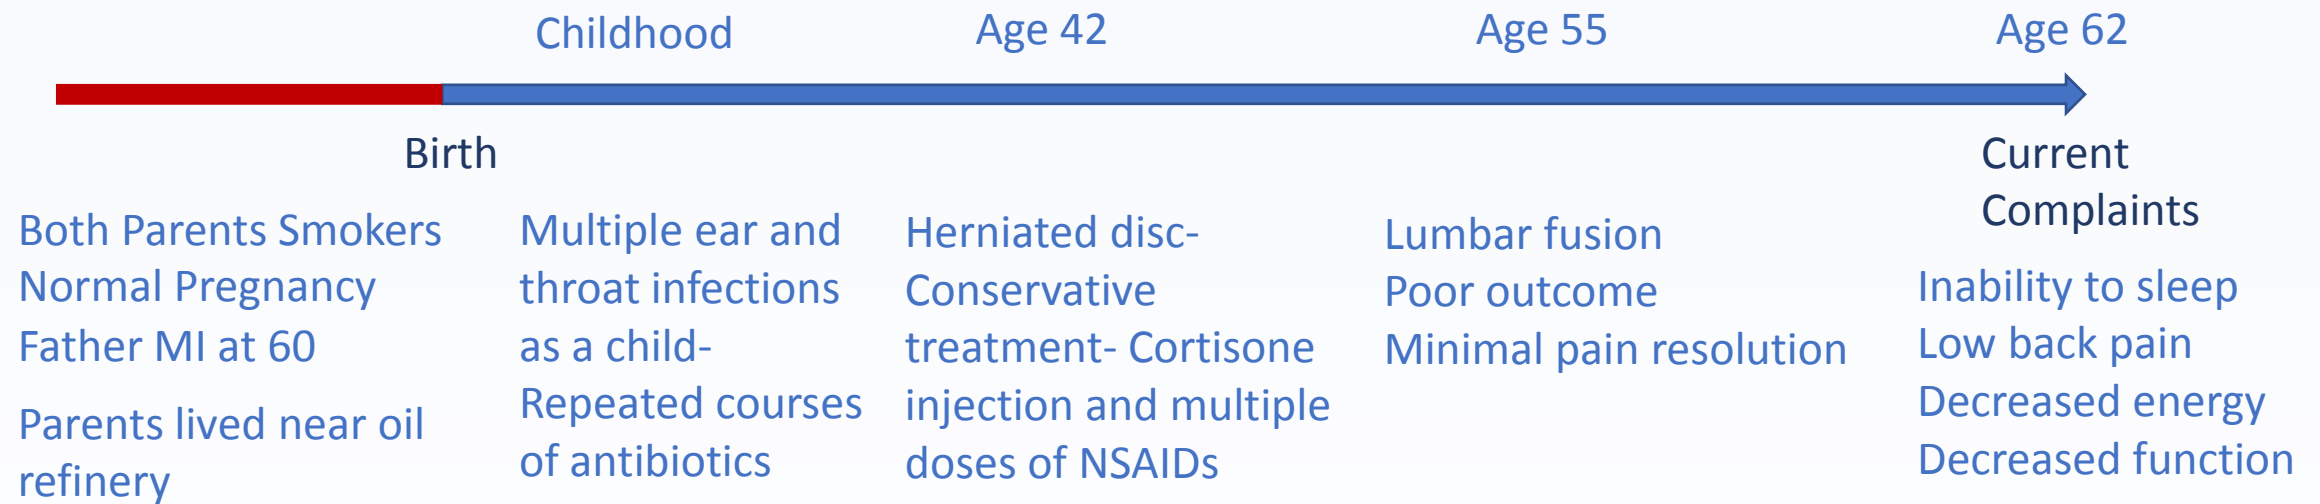 Childhood
Age 42
Age 55
Age 62
Birth
Current
Complaints
Both Parents Smokers
Normal Pregnancy
Father MI at 60
Parents lived near oil
refinery
Multiple ear and
throat infections
as a child-
Repeated courses
of antibiotics
Herniated disc-
Conservative
treatment- Cortisone
injection and multiple
doses of NSAIDs
Lumbar fusion
Poor outcome
Minimal pain resolution
Inability to sleep
Low back pain
Decreased energy
Decreased function